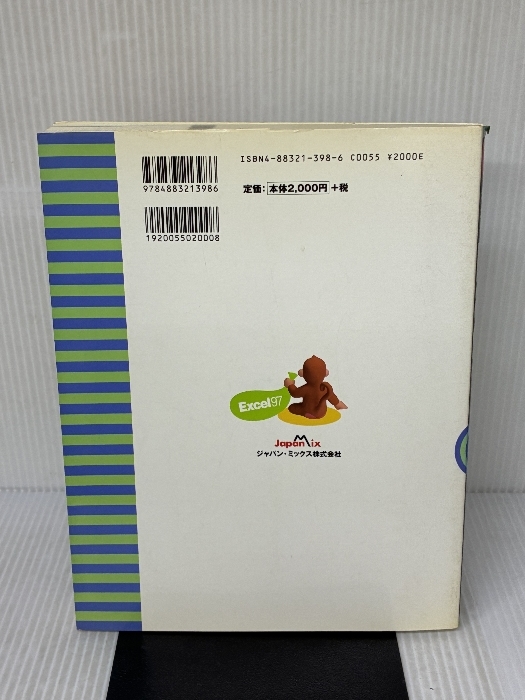 ISBN4-88321-398-6 C0055 ¥2000E
9784883213986
定価:本体2,000円+税
1920055020008
Excel97
JapanMix
ジャパン・ミックス株式会社